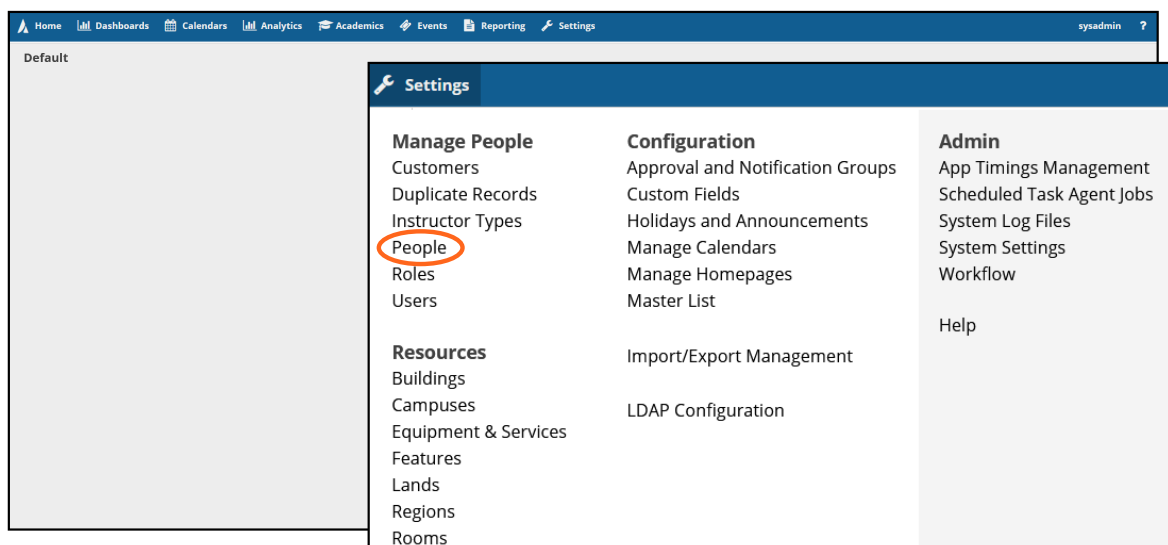 Home Dashboards Calendars Analytics Academics Events Reporting Settings sysadmin ?
Default
Settings
Manage People
Customers
Duplicate Records
Instructor Types
People
Roles
Users
Resources
Buildings
Campuses
Equipment & Services
Features
Lands
Regions
Rooms
Configuration
Approval and Notification Groups
Custom Fields
Holidays and Announcements
Manage Calendars
Manage Homepages
Master List
Import/Export Management
LDAP Configuration
Admin
App Timings Management
Scheduled Task Agent Jobs
System Log Files
System Settings
Workflow
Help